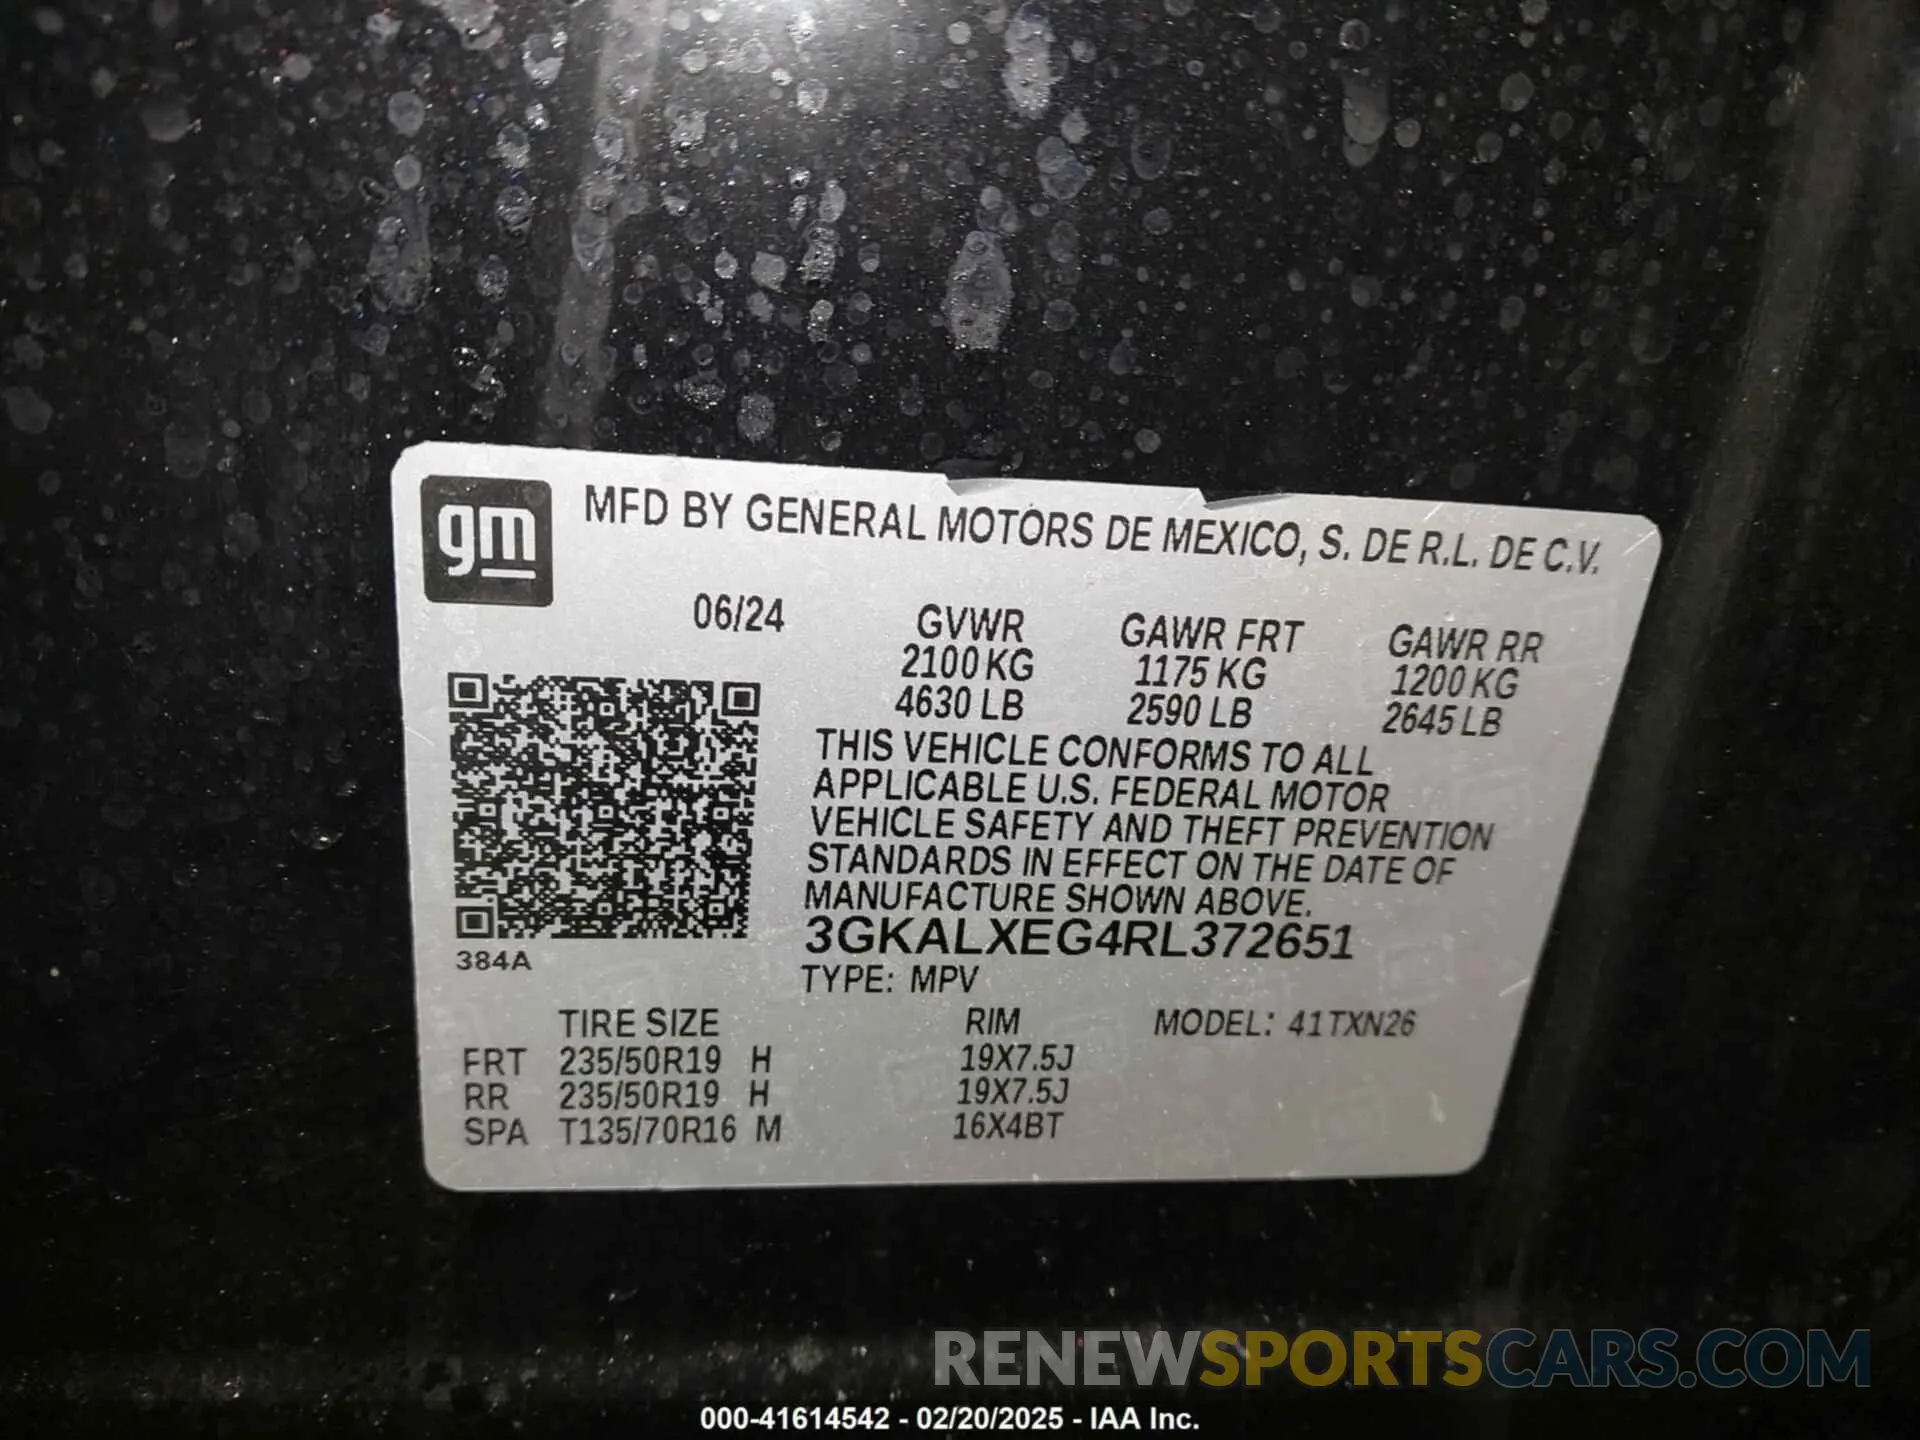 gm
MFD BY GENERAL MOTORS DE MEXICO, S. DE R.L. DE C.V.
06/24 GVWR GAWR FRT GAWR RR
2100 KG 1175 KG 1200 KG
4630 LB 2590 LB 2645 LB
THIS VEHICLE CONFORMS TO ALL
APPLICABLE U.S. FEDERAL MOTOR
VEHICLE SAFETY AND THEFT PREVENTION
STANDARDS IN EFFECT ON THE DATE OF
MANUFACTURE SHOWN ABOVE.
3GKALXEG4RL372651
384A
TYPE: MPV
TIRE SIZE RIM MODEL: 41TXN26
FRT 235/50R19 H 19X7.5J
RR 235/50R19 H 19X7.5J
SPA T135/70R16 M 16X4BT
RENEWSPORTSCARS.COM
000-41614542 - 02/20/2025 - IAA Inc.